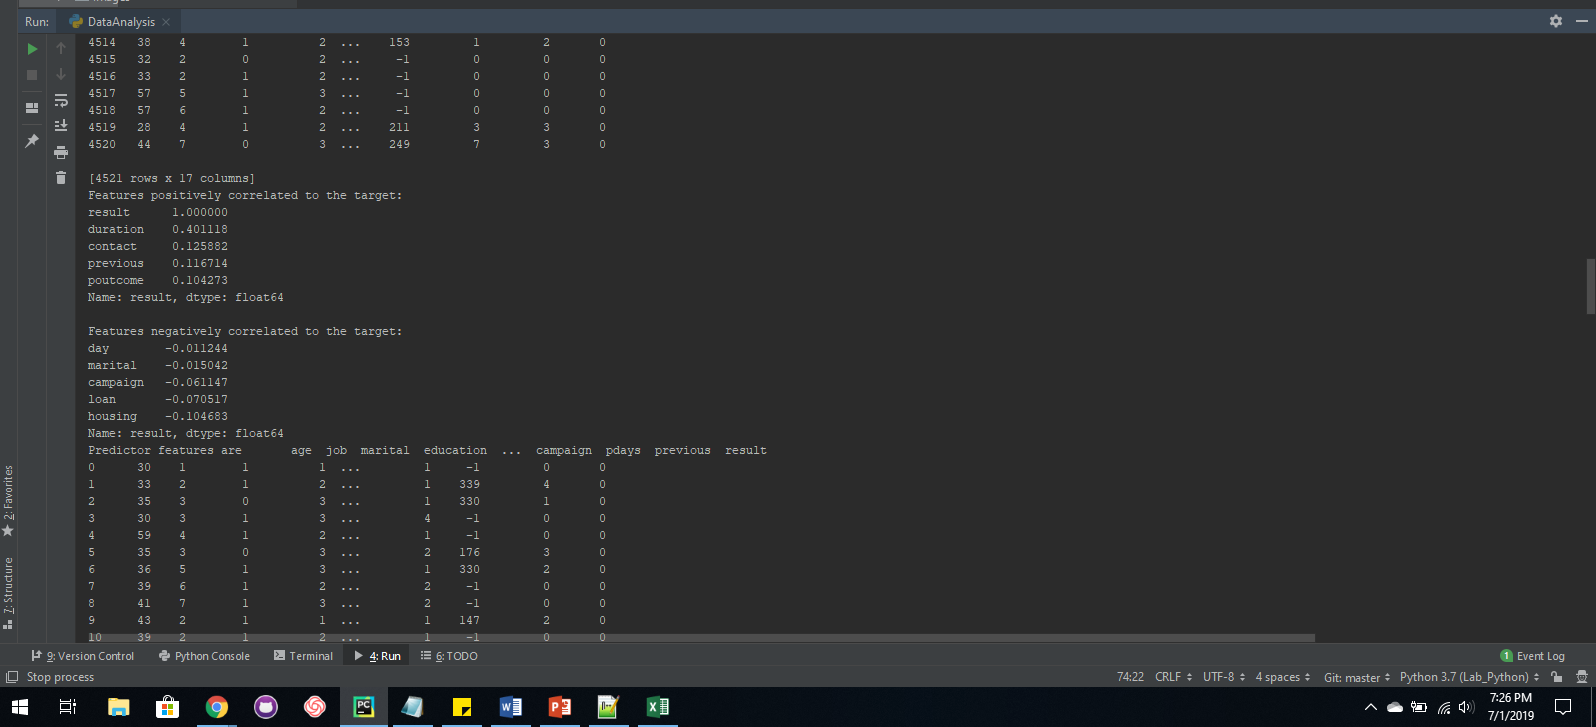 Images
Run: DataAnalysis
4514 38 4 1 2 ... 153 1 2 0
4515 32 2 0 2 ... -1 0 0 0
4516 33 2 1 2 ... -1 0 0 0
4517 57 5 1 3 ... -1 0 0 0
4518 57 6 1 2 ... -1 0 0 0
4519 28 4 1 2 ... 211 3 3 0
4520 44 7 0 3 ... 249 7 3 0
[4521 rows x 17 columns]
Features positively correlated to the target:
result 1.000000
duration 0.401118
contact 0.125882
previous 0.116714
poutcome 0.104273
Name: result, dtype: float64
Features negatively correlated to the target:
day -0.011244
marital -0.015042
campaign -0.061147
loan -0.070517
housing -0.104683
Name: result, dtype: float64
Predictor features are age job marital education ... campaign pdays previous result
0 30 1 1 1 ... 1 -1 0 0
1 33 2 1 2 ... 1 339 4 0
2 35 3 0 3 ... 1 330 1 0
3 30 3 1 3 ... 4 -1 0 0
4 59 4 1 2 ... 1 -1 0 0
5 35 3 0 3 ... 2 176 3 0
6 36 5 1 3 ... 1 330 2 0
7 39 6 1 2 ... 2 -1 0 0
8 41 7 1 3 ... 2 -1 0 0
9 43 2 1 1 ... 1 147 2 0
10 39 2 1 2 ... 1 -1 0 0
2: Favorites
7: Structure
9: Version Control Python Console Terminal 4: Run 6: TODO 1 Event Log
Stop process 74:22 CRLF UTF-8 4 spaces Git: master Python 3.7 (Lab_Python)
PC W P n++ X
7:26 PM
7/1/2019